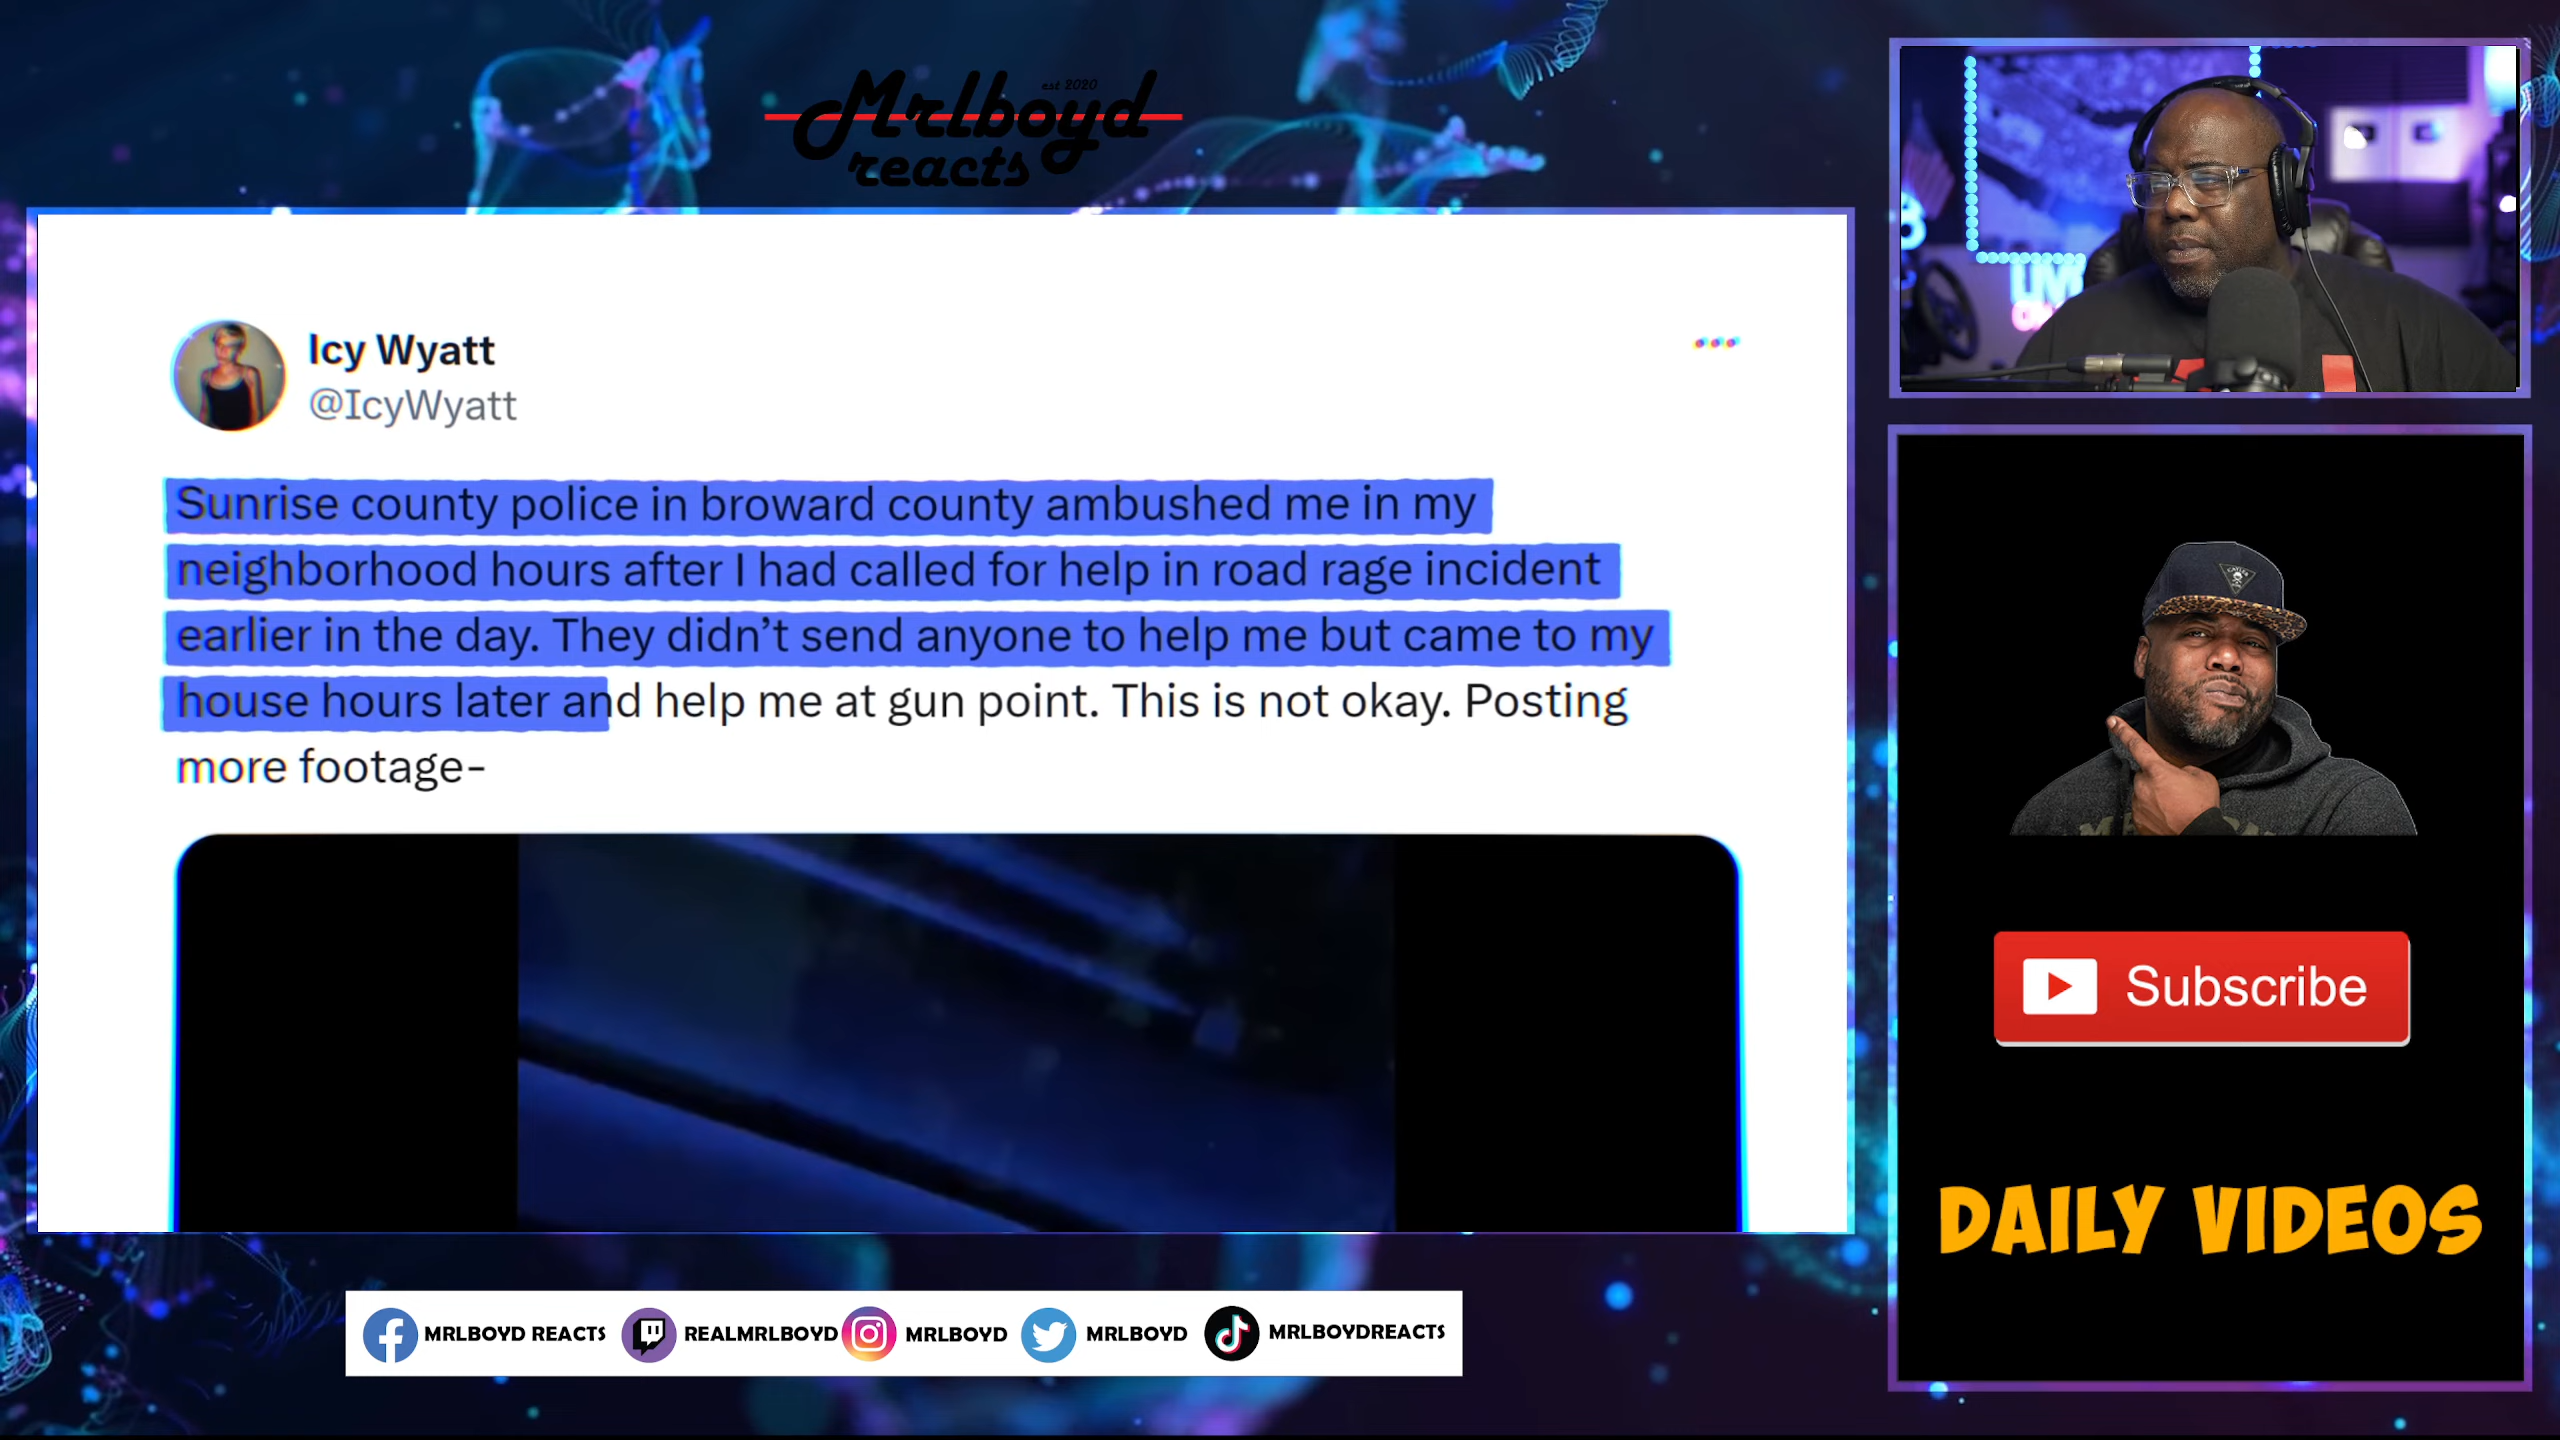 est 2020
Mrlboyd
reacts
Icy Wyatt
@IcyWyatt
Sunrise county police in broward county ambushed me in my
neighborhood hours after I had called for help in road rage incident
earlier in the day. They didn't send anyone to help me but came to my
house hours later and help me at gun point. This is not okay. Posting
more footage-
Subscribe
DAILY VIDEOS
MRLBOYD REACTS REALMRLBOYD MRLBOYD MRLBOYD MRLBOYDREACTS